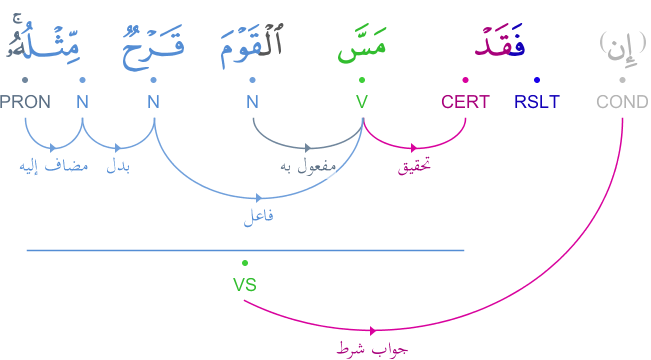 (إِن) فَقَدْ مَسَّ ٱلْقَوْمَ قَرْحٌ مِّثْلُهُۥ ۚ
PRON N N N V CERT RSLT COND
مضاف إليه بدل مفعول به تحقيق
فاعل
VS
جواب شرط